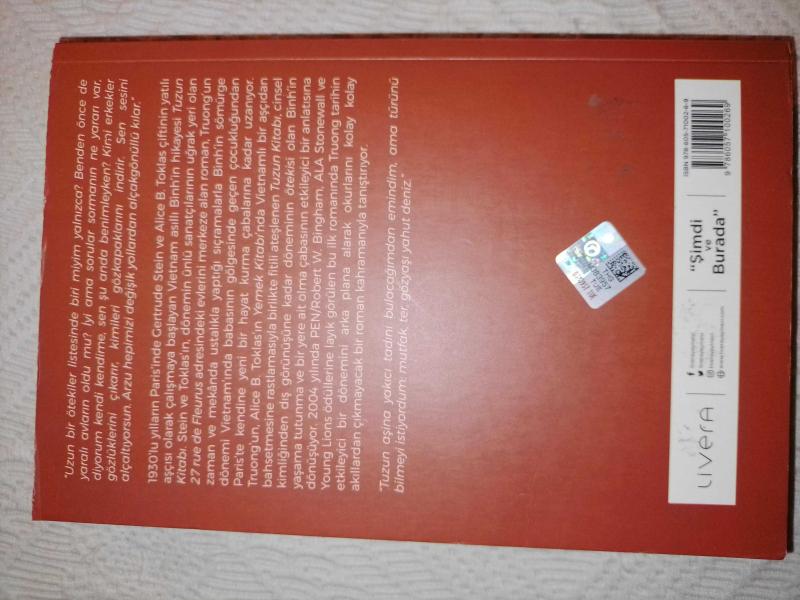 "Uzun bir ötekiler listesinde biri miyim yalnızca? Benden önce de
yaralı avların oldu mu? İyi ama sorular sormanın ne yararı var,
diyorum kendi kendime, sen şu anda benimleyken? Kimi erkekler
gözlüklerini çıkarır, kimileri gözkapaklarını indirir. Sen sesini
alçaltıyorsun. Arzu hepimizi değişik yollardan alçakgönüllü kılar."
1930'lu yılların Paris'inde Gertrude Stein ve Alice B. Toklas çiftinin yatılı
aşçısı olarak çalışmaya başlayan Vietnam asıllı Binh'in hikayesi Tuzun
Kitabı. Stein ve Toklas'ın, dönemin ünlü sanatçılarının uğrak yeri olan
27 rue de Fleurus adresindeki evlerini merkeze alan roman, Truong'un
zaman ve mekânda ustalıkla yaptığı sıçramalarla Binh'in sömürge
dönemi Vietnam'ında babasının gölgesinde geçen çocukluğundan
Paris'te kendine yeni bir hayat kurma çabalarına kadar uzanıyor.
Truong'un, Alice B. Toklas'ın Yemek Kitabı'nda Vietnamlı bir aşçıdan
bahsetmesine rastlamasıyla birlikte fitili ateşlenen Tuzun Kitabı, cinsel
kimliğinden, dış görünüşüne kadar döneminin ötekisi olan Binh'in
yaşama tutunma ve bir yere ait olma çabasının etkileyici bir anlatısına
dönüşüyor. 2004 yılında PEN/Robert W. Bingham, ALA Stonewall ve
Young Lions ödüllerine layık görülen bu ilk romanında Truong tarihin
etkileyici bir dönemini arka plana alarak okurlarını kolay kolay
akıllardan çıkmayacak bir roman kahramanıyla tanıştırıyor.
"Tuzun aşina yakıcı tadını bulacağımdan emindim, ama türünü
bilmeyi istiyordum: mutfak, ter, gözyaşı yahut deniz."
LIVERA
"Şimdi
ve
Burada"
ISBN 978-605-71002-6-9
9 786057 100269